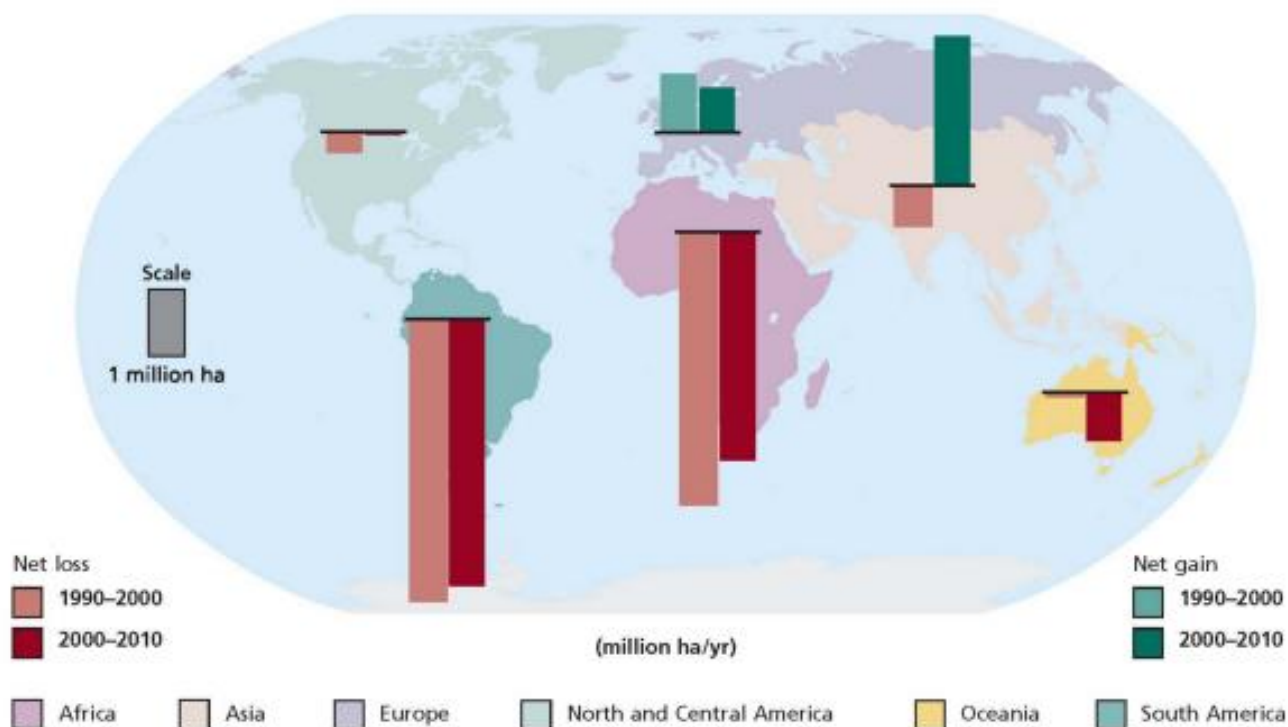 Scale
1 million ha
Net loss
1990–2000
2000–2010
(million ha/yr)
Net gain
1990–2000
2000–2010
Africa
Asia
Europe
North and Central America
Oceania
South America